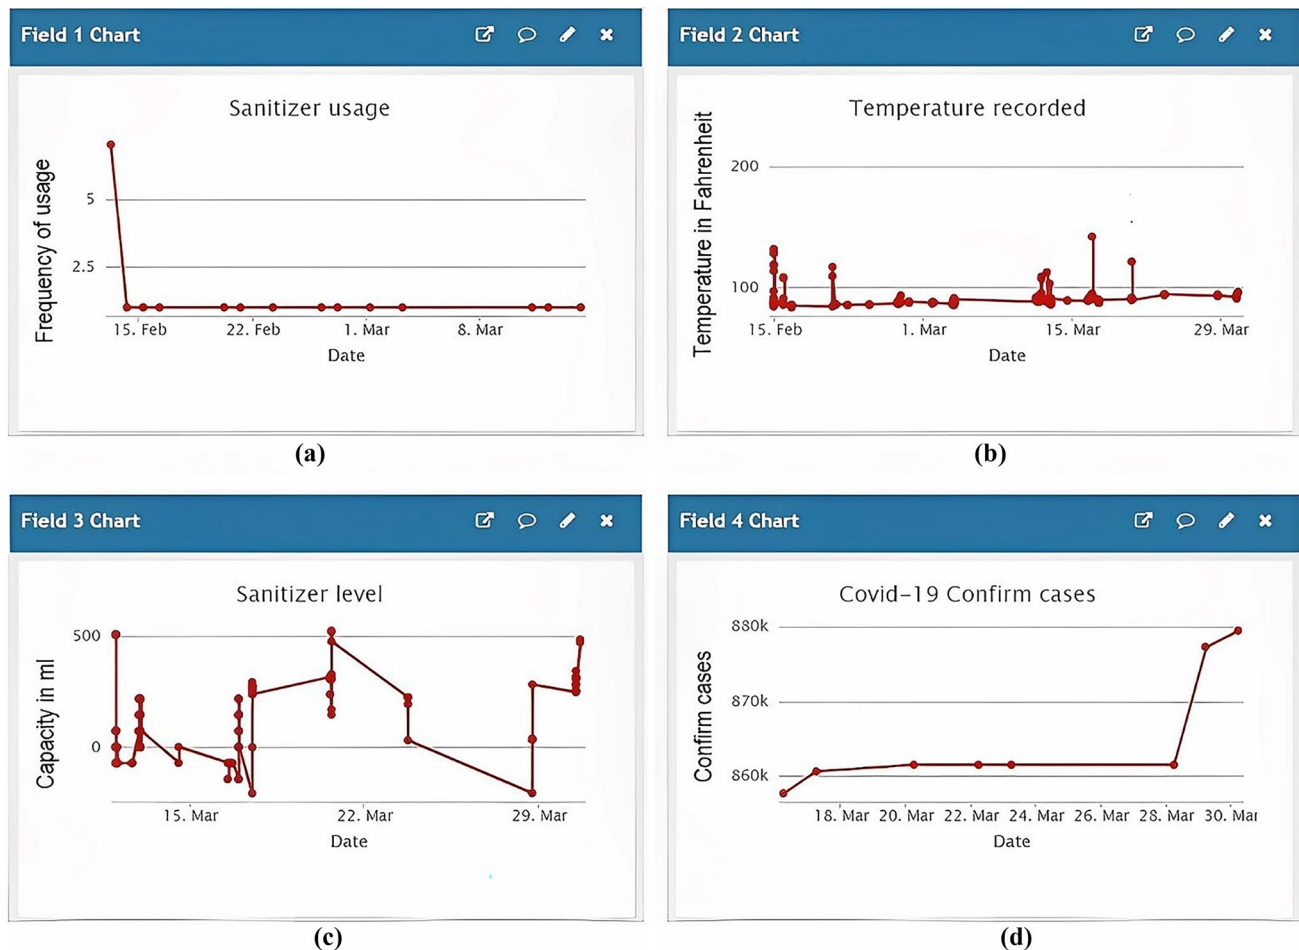 Field 1 Chart
Sanitizer usage
Frequency of usage
5
2.5
15. Feb 22. Feb 1. Mar 8. Mar
Date
(a)
Field 2 Chart
Temperature recorded
Temperature in Fahrenheit
200
100
15. Feb 1. Mar 15. Mar 29. Mar
Date
(b)
Field 3 Chart
Sanitizer level
Capacity in ml
500
0
15. Mar 22. Mar 29. Mar
Date
(c)
Field 4 Chart
Covid-19 Confirm cases
Confirm cases
880k
870k
860k
18. Mar 20. Mar 22. Mar 24. Mar 26. Mar 28. Mar 30. Mar
Date
(d)